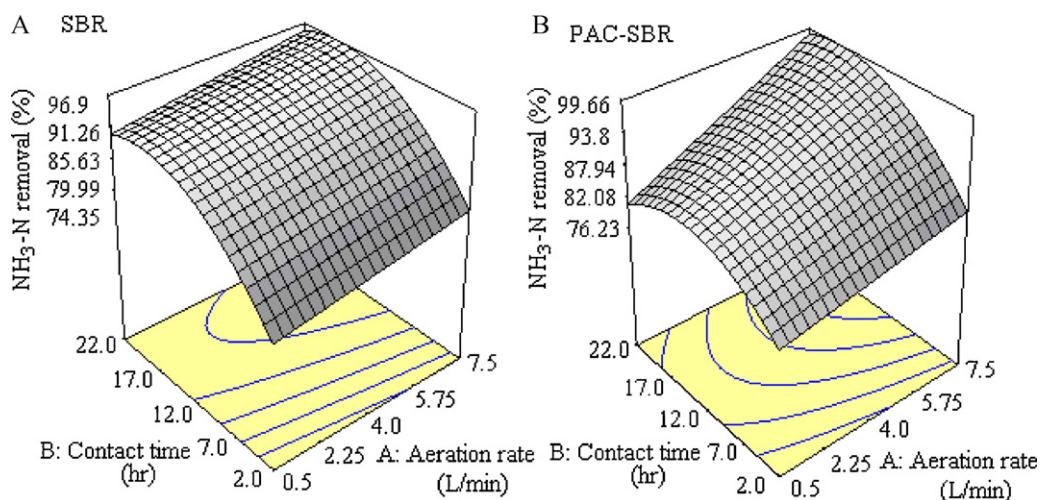 A SBR
NH3-N removal (%)
96.9
91.26
85.63
79.99
74.35
22.0
17.0
12.0
7.0
2.0
B: Contact time
(hr)
0.5
2.25
4.0
5.75
7.5
A: Aeration rate
(L/min)
B PAC-SBR
NH3-N removal (%)
99.66
93.8
87.94
82.08
76.23
22.0
17.0
12.0
7.0
2.0
B: Contact time
(hr)
0.5
2.25
4.0
5.75
7.5
A: Aeration rate
(L/min)